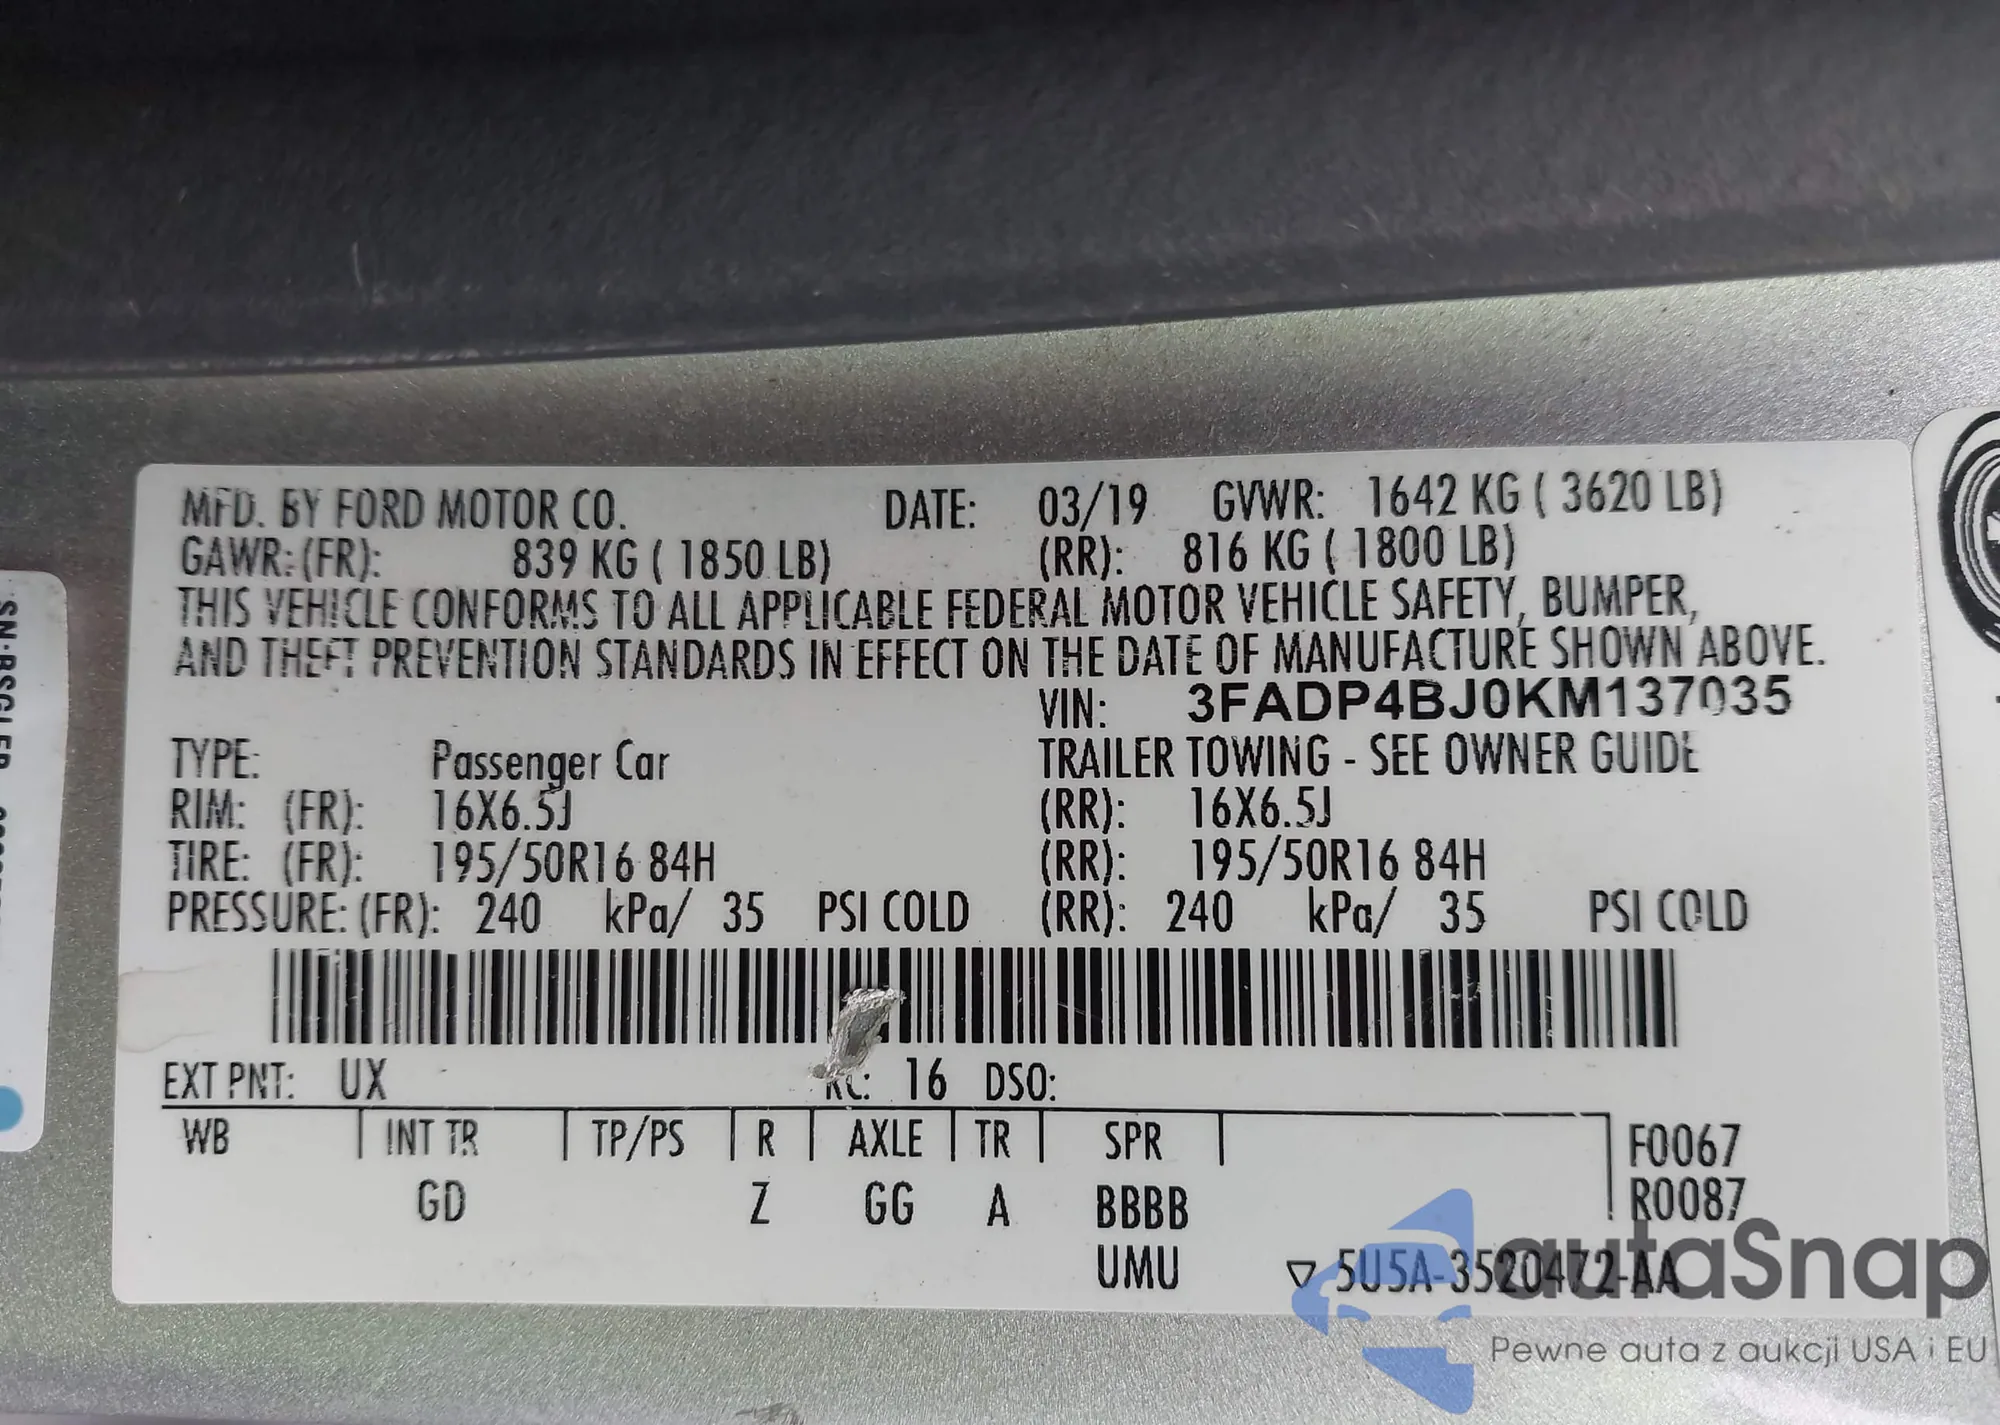 MFD. BY FORD MOTOR CO. DATE: 03/19 GVWR: 1642 KG ( 3620 LB)
GAWR: (FR): 839 KG ( 1850 LB) (RR): 816 KG ( 1800 LB)
THIS VEHICLE CONFORMS TO ALL APPLICABLE FEDERAL MOTOR VEHICLE SAFETY, BUMPER,
AND THEFT PREVENTION STANDARDS IN EFFECT ON THE DATE OF MANUFACTURE SHOWN ABOVE.
VIN: 3FADP4BJ0KM137035
TYPE: Passenger Car TRAILER TOWING - SEE OWNER GUIDE
RIM: (FR): 16X6.5J (RR): 16X6.5J
TIRE: (FR): 195/50R16 84H (RR): 195/50R16 84H
PRESSURE: (FR): 240 kPa/ 35 PSI COLD (RR): 240 kPa/ 35 PSI COLD
EXT PNT: UX RC: 16 DSO:
WB INT TR TP/PS R AXLE TR SPR F0067
GD Z GG A BBBB R0087
UMU ▽ 5U5A-3520472-AA
autaSnap
Pewne auta z aukcji USA i EU